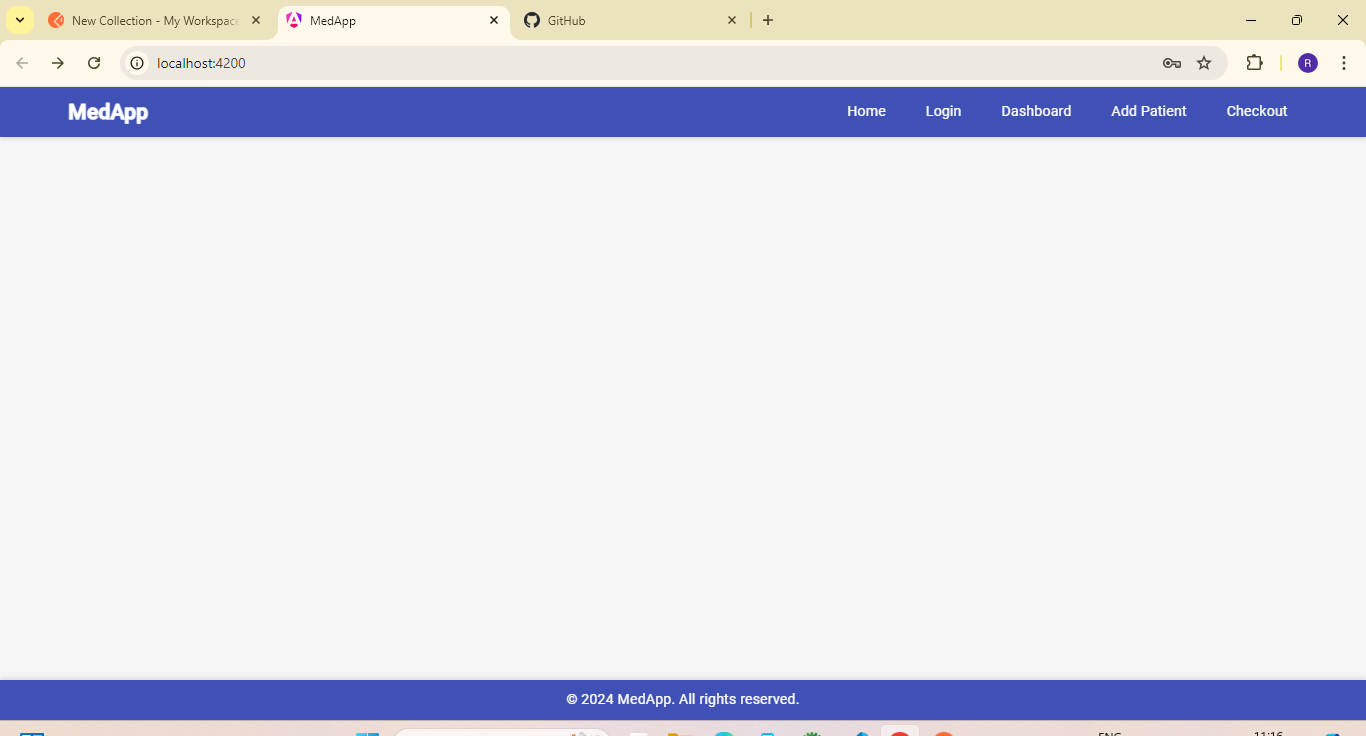 New Collection - My Workspace
MedApp
GitHub
localhost:4200
R
MedApp
Home
Login
Dashboard
Add Patient
Checkout
© 2024 MedApp. All rights reserved.
ENG
11:16